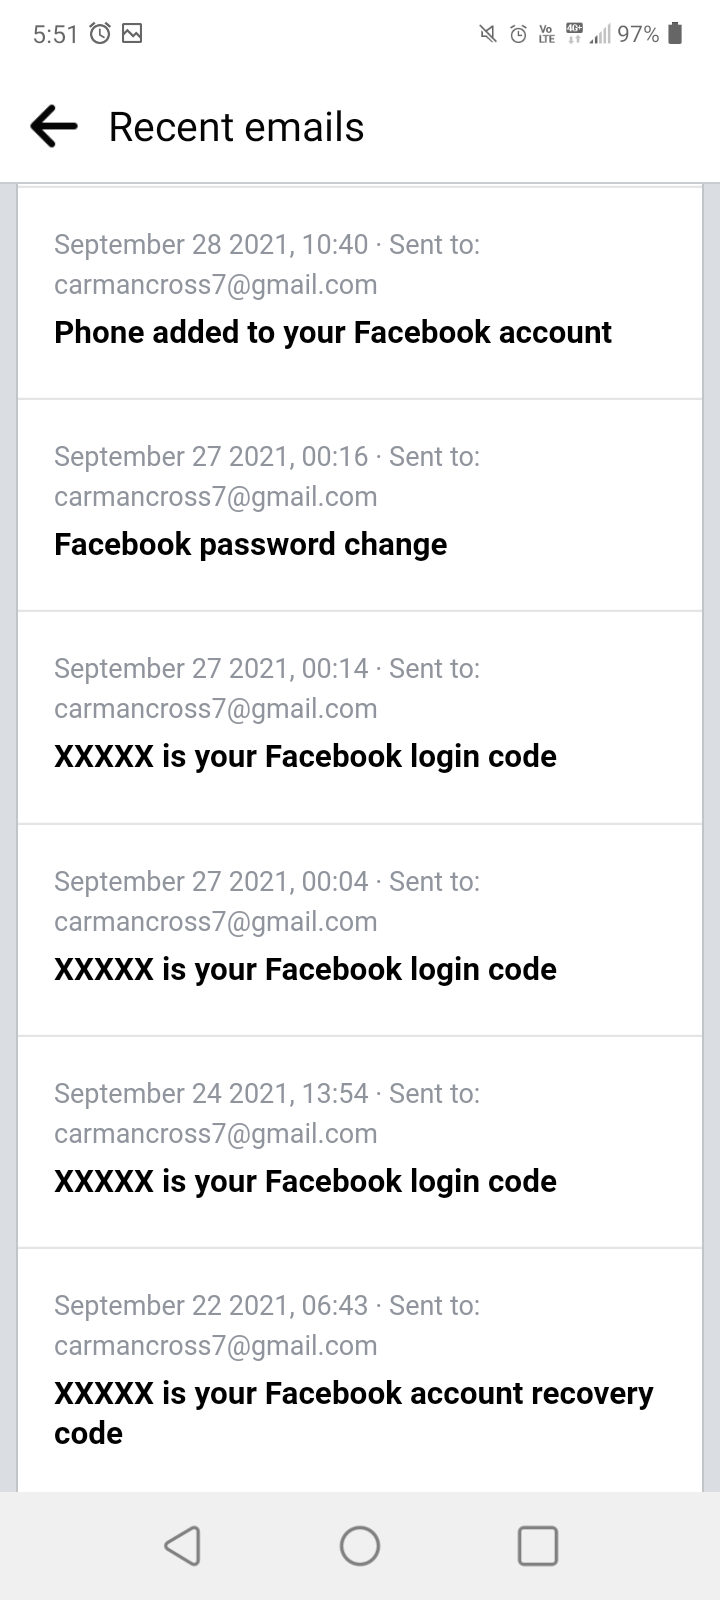 5:51 Vo LTE 4G+ 97%
Recent emails
September 28 2021, 10:40 · Sent to:
carmancross7@gmail.com
Phone added to your Facebook account
September 27 2021, 00:16 · Sent to:
carmancross7@gmail.com
Facebook password change
September 27 2021, 00:14 · Sent to:
carmancross7@gmail.com
XXXXX is your Facebook login code
September 27 2021, 00:04 · Sent to:
carmancross7@gmail.com
XXXXX is your Facebook login code
September 24 2021, 13:54 · Sent to:
carmancross7@gmail.com
XXXXX is your Facebook login code
September 22 2021, 06:43 · Sent to:
carmancross7@gmail.com
XXXXX is your Facebook account recovery
code